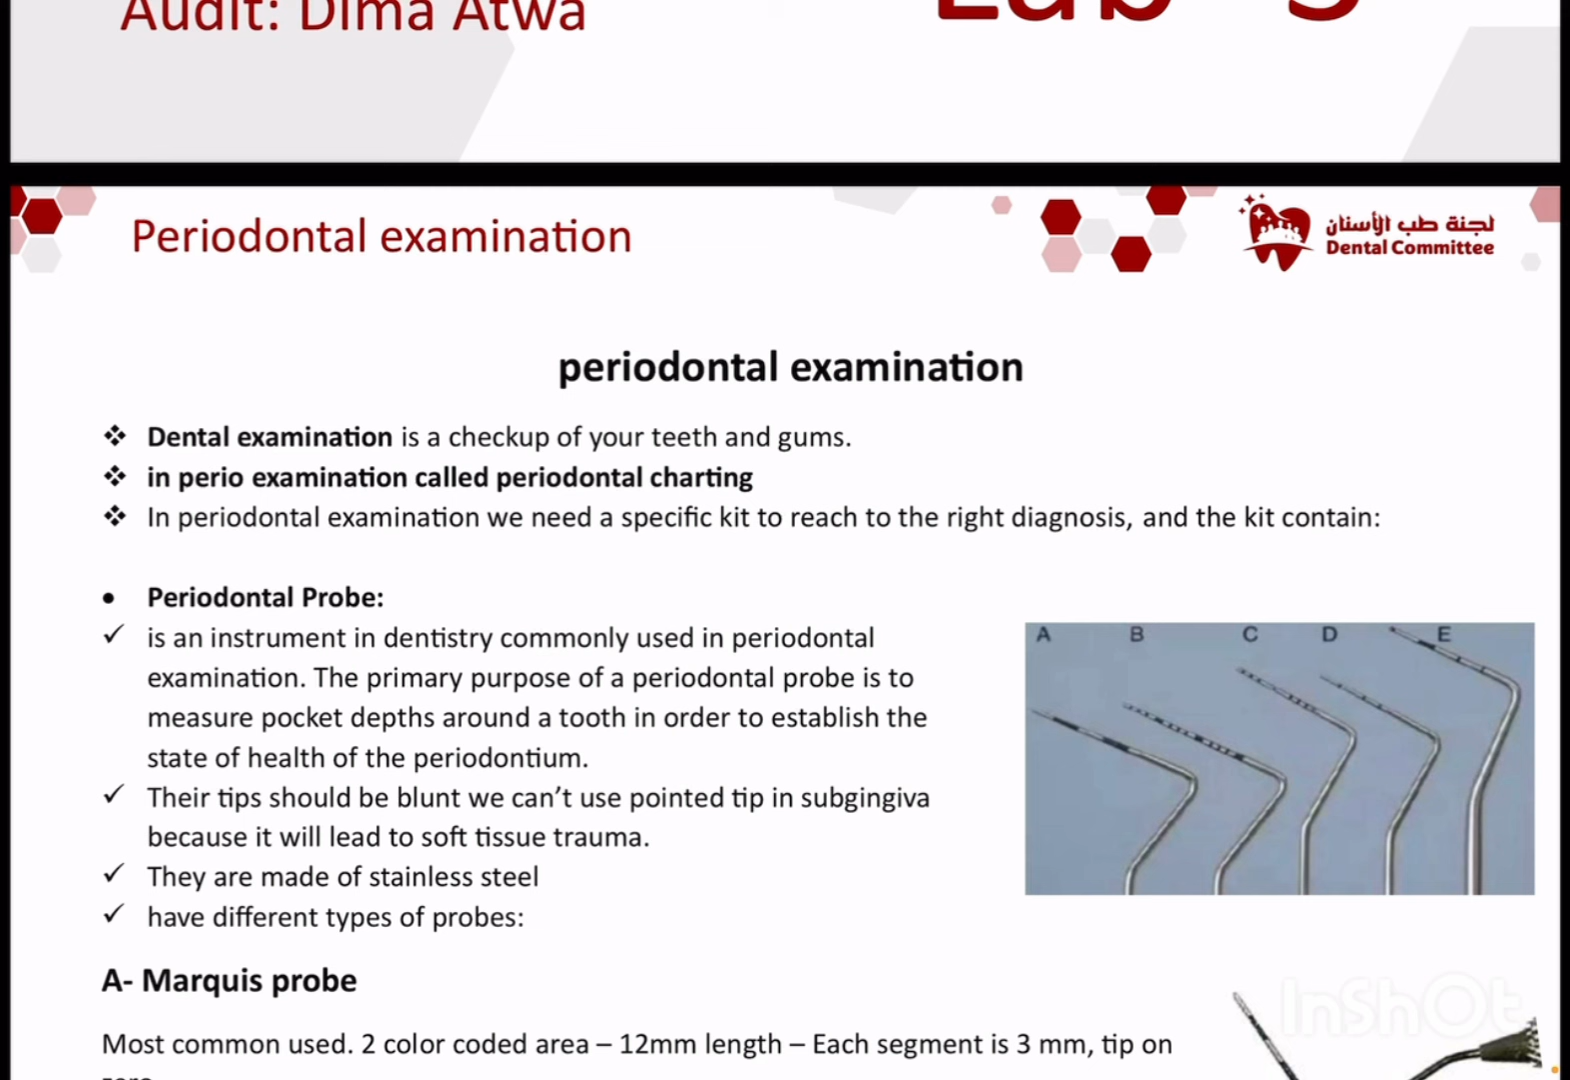 Audit: Dima Atwa
Lab
Periodontal examination
لجنة طب الأسنان
Dental Committee
periodontal examination
❖ Dental examination is a checkup of your teeth and gums.
❖ in perio examination called periodontal charting
❖ In periodontal examination we need a specific kit to reach to the right diagnosis, and the kit contain:
• Periodontal Probe:
✓ is an instrument in dentistry commonly used in periodontal
examination. The primary purpose of a periodontal probe is to
measure pocket depths around a tooth in order to establish the
state of health of the periodontium.
A B C D E
✓ Their tips should be blunt we can’t use pointed tip in subgingiva
because it will lead to soft tissue trauma.
✓ They are made of stainless steel
✓ have different types of probes:
A- Marquis probe
InShOt
Most common used. 2 color coded area – 12mm length – Each segment is 3 mm, tip on